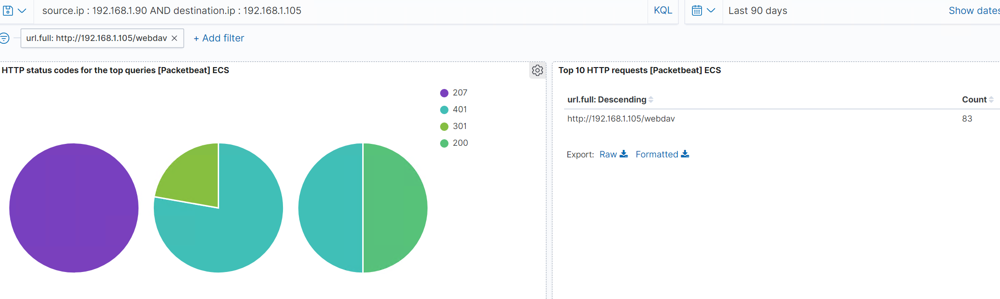 source.ip : 192.168.1.90 AND destination.ip : 192.168.1.105
KQL
Last 90 days
Show dates
url.full: http://192.168.1.105/webdav ×
+ Add filter
HTTP status codes for the top queries [Packetbeat] ECS
207
401
301
200
Top 10 HTTP requests [Packetbeat] ECS
url.full: Descending Count
http://192.168.1.105/webdav 83
Export: Raw Formatted